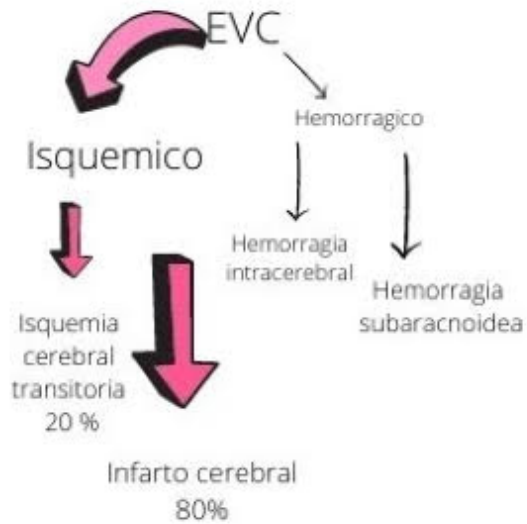 EVC
Hemorragico
Isquemico
Hemorragia
intracerebral
Hemorragia
subaracnoidea
Isquemia
cerebral
transitoria
20 %
Infarto cerebral
80%